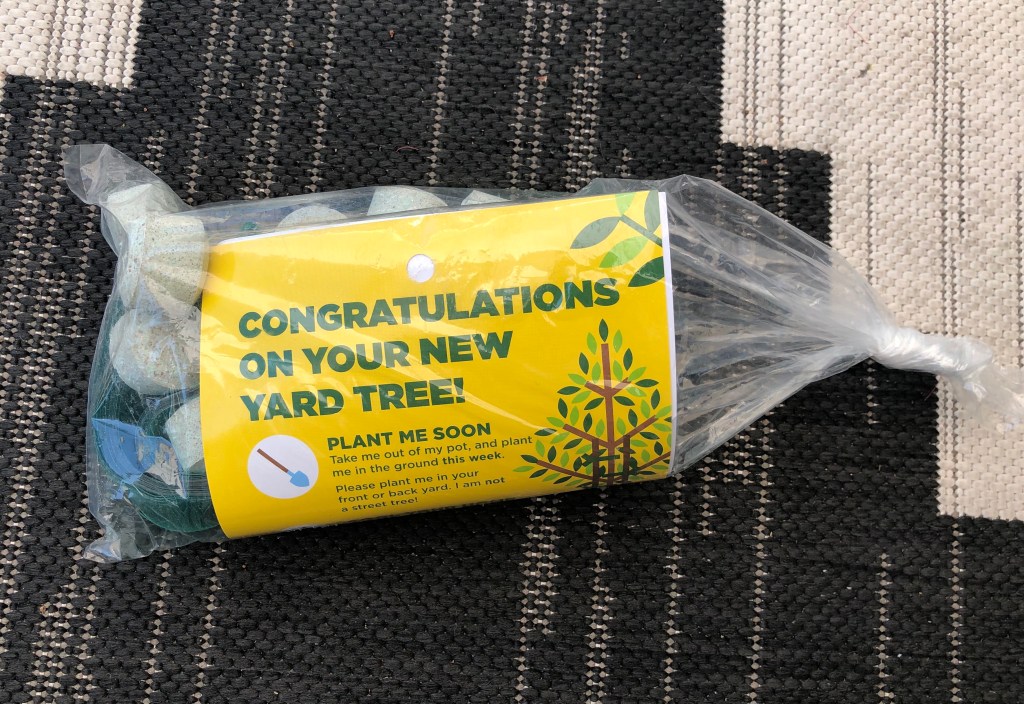 CONGRATULATIONS
ON YOUR NEW
YARD TREE!
PLANT ME SOON
Take me out of my pot, and plant
me in the ground this week.
Please plant me in your
front or back yard. I am not
a street tree!